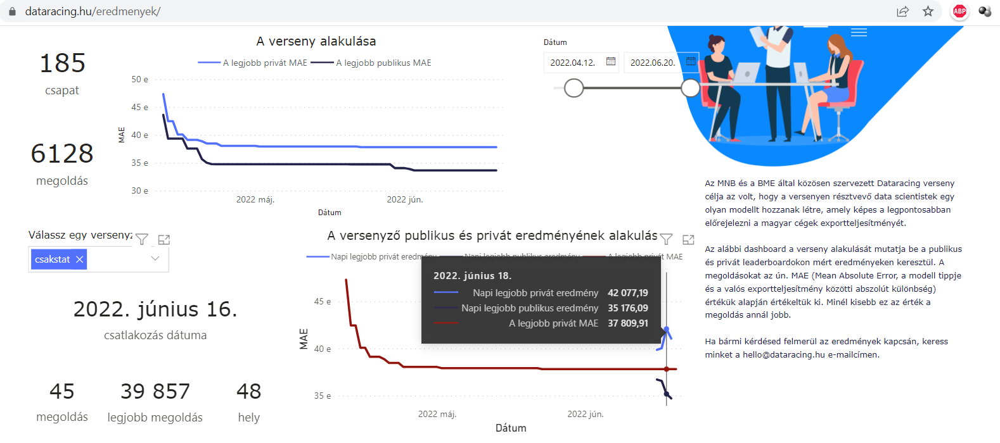 dataracing.hu/eredmenyek/
ABP
185
csapat
6128
megoldás
A verseny alakulása
A legjobb privát MAE
A legjobb publikus MAE
50 e
45 e
40 e
35 e
30 e
MAE
2022 máj.
2022 jún.
Dátum
Dátum
2022.04.12.
2022.06.20.
Az MNB és a BME által közösen szervezett Dataracing verseny
célja az volt, hogy a versenyen résztvevő data scientistek egy
olyan modellt hozzanak létre, amely képes a legpontosabban
előrejelezni a magyar cégek exportteljesítményét.
Az alábbi dashboard a verseny alakulását mutatja be a publikus
és privát leaderboardokon mért eredményeken keresztül. A
megoldásokat az ún. MAE (Mean Absolute Error, a modell tippje
és a valós exportteljesítmény közötti abszolút különbség)
értékük alapján értékeltük ki. Minél kisebb ez az érték a
megoldás annál jobb.
Ha bármi kérdésed felmerül az eredmények kapcsán, keress
minket a hello@dataracing.hu e-mailcímen.
Válassz egy versenyz
csakstat
2022. június 16.
csatlakozás dátuma
45
megoldás
39 857
legjobb megoldás
48
hely
A versenyző publikus és privát eredményének alakulás
Napi legjobb privát eredmény
Napi legjobb publikus eredmény
A legjobb privát MAE
2022. június 18.
Napi legjobb privát eredmény 42 077,19
Napi legjobb publikus eredmény 35 176,09
A legjobb privát MAE 37 809,91
45 e
40 e
35 e
MAE
2022 máj.
2022 jún.
Dátum